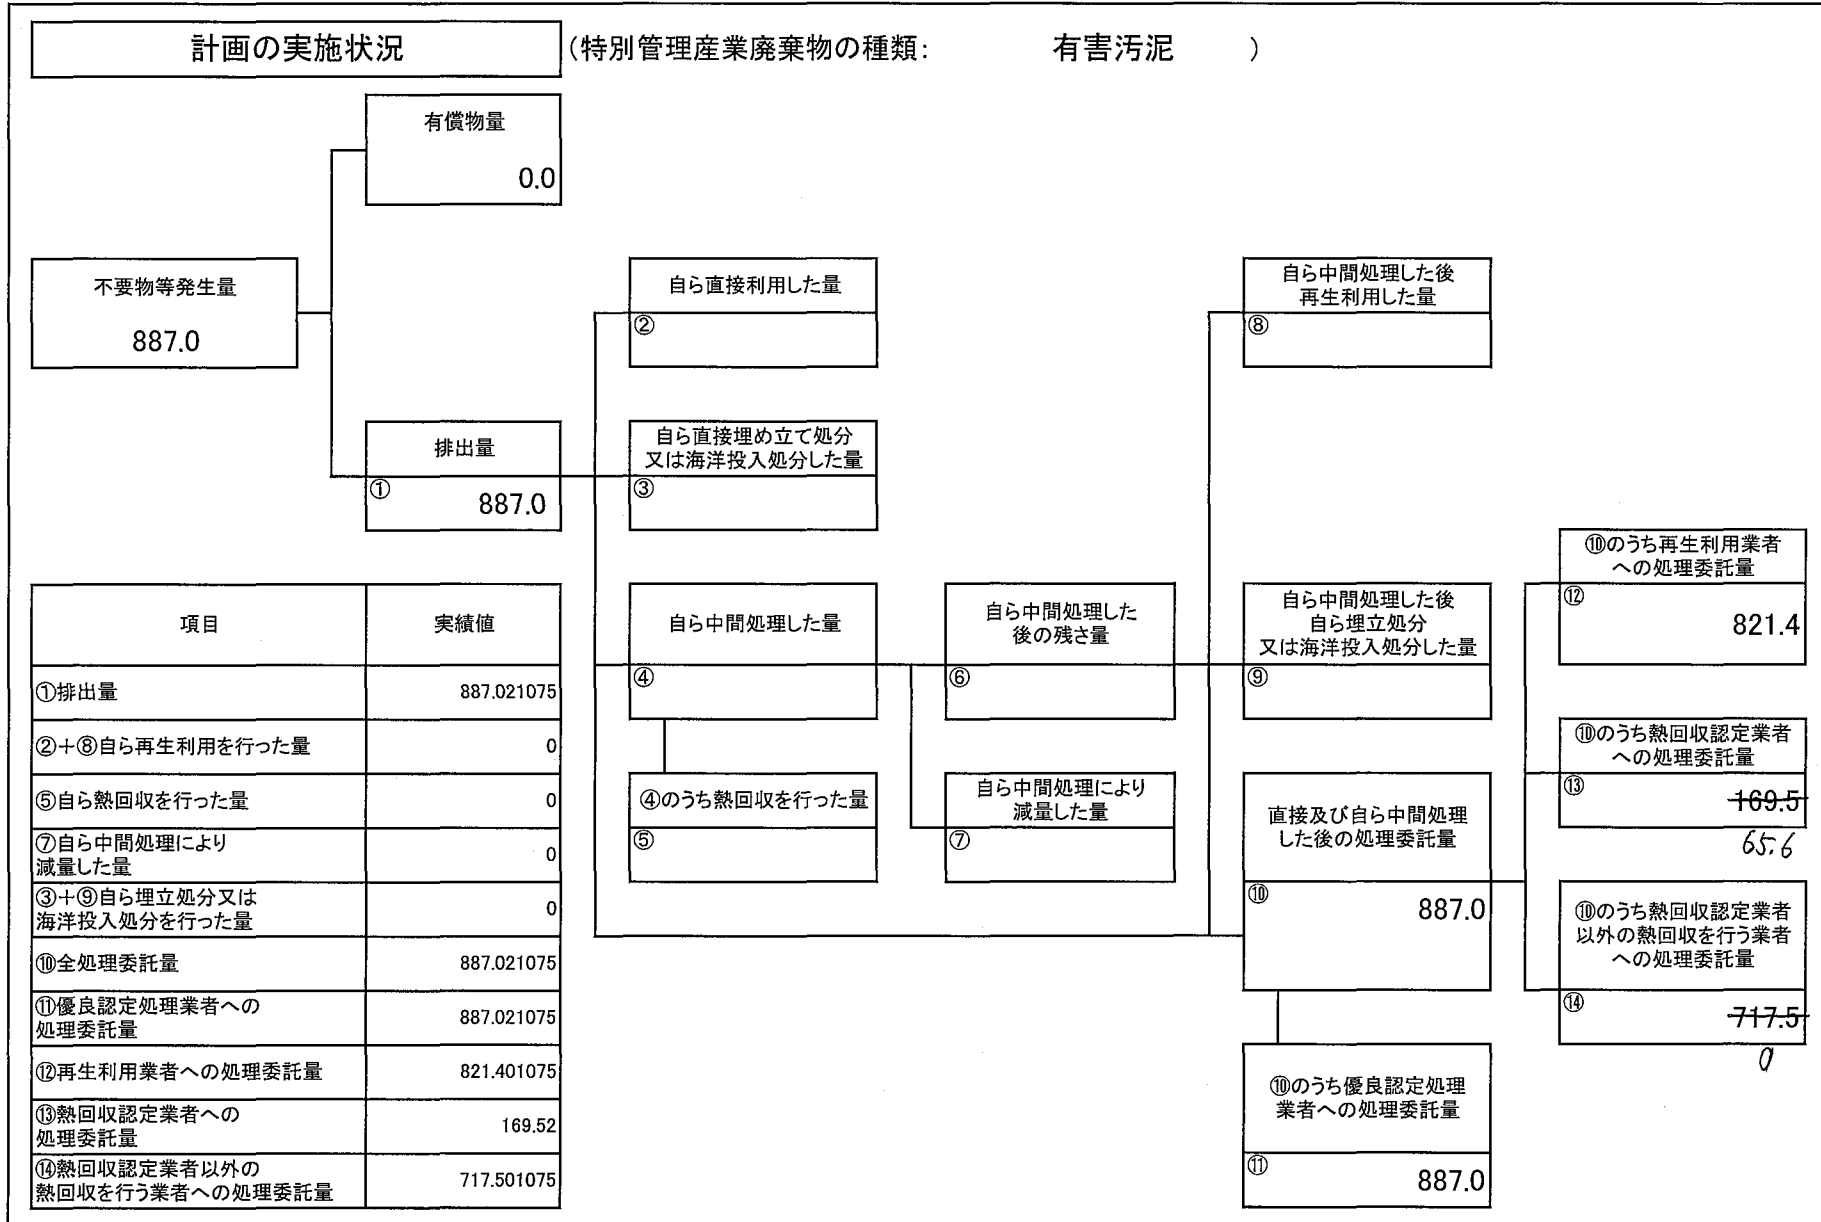 計画の実施状況
(特別管理産業廃棄物の種類: 有害汚泥 )
有償物量
0.0
不要物等発生量
887.0
排出量
① 887.0
自ら直接利用した量
②
自ら直接埋め立て処分
又は海洋投入処分した量
③
自ら中間処理した量
④
④のうち熱回収を行った量
⑤
自ら中間処理した
後の残さ量
⑥
自ら中間処理により
減量した量
⑦
自ら中間処理した後
再生利用した量
⑧
自ら中間処理した後
自ら埋立処分
又は海洋投入処分した量
⑨
直接及び自ら中間処理
した後の処理委託量
⑩ 887.0
⑩のうち優良認定処理
業者への処理委託量
⑪ 887.0
⑩のうち再生利用業者
への処理委託量
⑫ 821.4
⑩のうち熱回収認定業者
への処理委託量
⑬ 169.5
65.6
⑩のうち熱回収認定業者
以外の熱回収を行う業者
への処理委託量
⑭ 717.5
0
項目 実績値
①排出量 887.021075
②+⑧自ら再生利用を行った量 0
⑤自ら熱回収を行った量 0
⑦自ら中間処理により
減量した量 0
③+⑨自ら埋立処分又は
海洋投入処分を行った量 0
⑩全処理委託量 887.021075
⑪優良認定処理業者への
処理委託量 887.021075
⑫再生利用業者への処理委託量 821.401075
⑬熱回収認定業者への
処理委託量 169.52
⑭熱回収認定業者以外の
熱回収を行う業者への処理委託量 717.501075